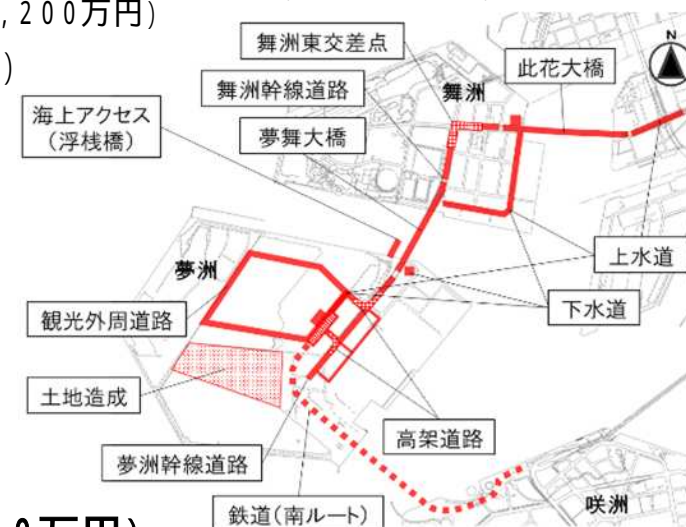 ,200万円)
)
舞洲東交差点
N
此花大橋
舞洲
舞洲幹線道路
海上アクセス
(浮桟橋)
夢舞大橋
上水道
夢洲
下水道
観光外周道路
土地造成
高架道路
夢洲幹線道路
咲洲
鉄道(南ルート)
0万円)